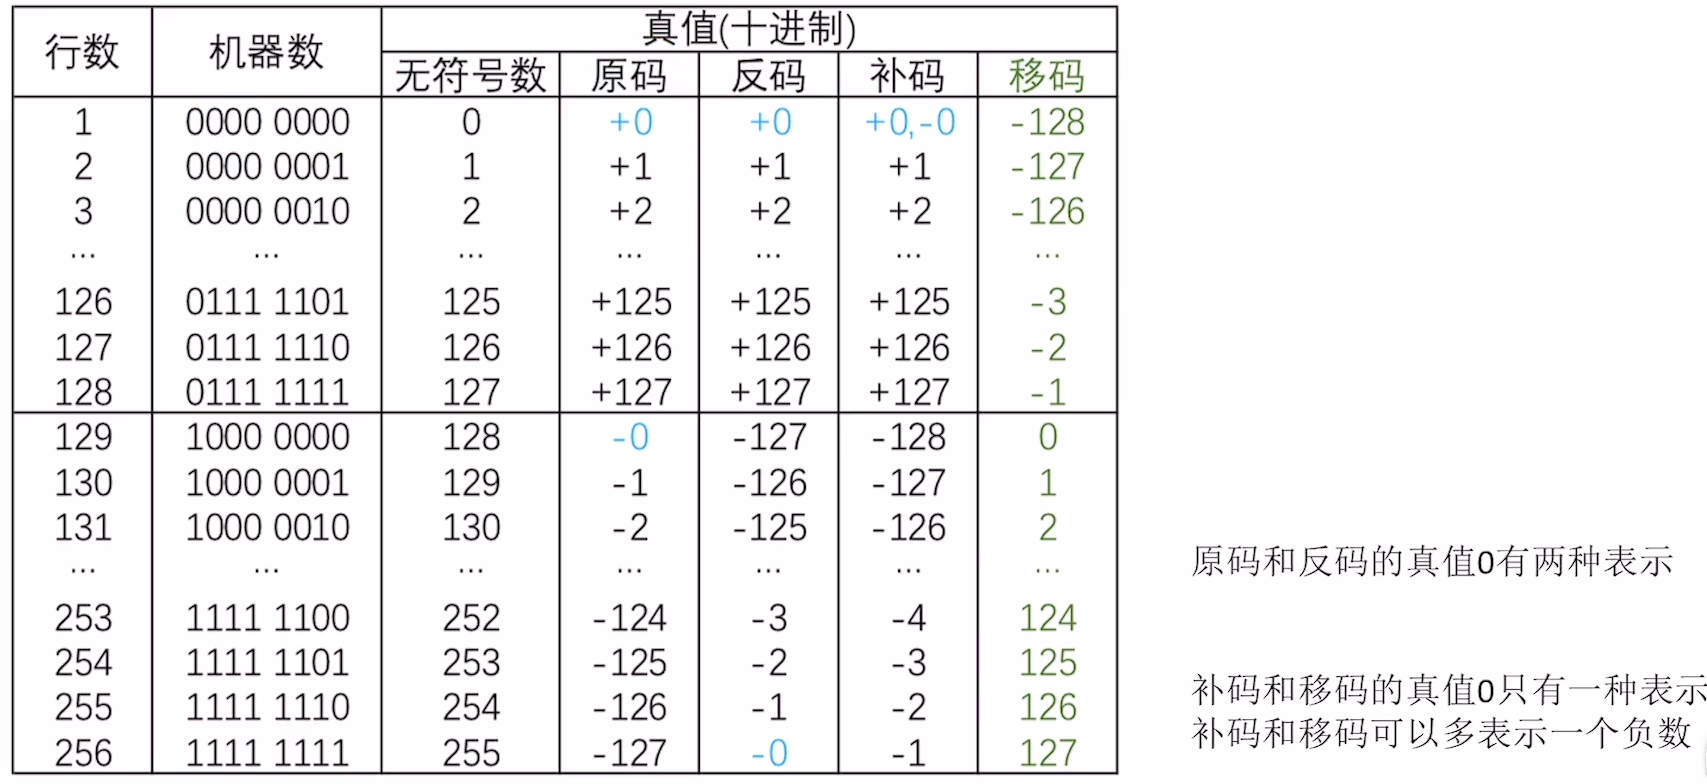 行数 机器数 真值(十进制)
无符号数 原码 反码 补码 移码
1 0000 0000 0 +0 +0 +0,-0 -128
2 0000 0001 1 +1 +1 +1 -127
3 0000 0010 2 +2 +2 +2 -126
... ... ... ... ... ... ...
126 0111 1101 125 +125 +125 +125 -3
127 0111 1110 126 +126 +126 +126 -2
128 0111 1111 127 +127 +127 +127 -1
129 1000 0000 128 -0 -127 -128 0
130 1000 0001 129 -1 -126 -127 1
131 1000 0010 130 -2 -125 -126 2
... ... ... ... ... ... ...
253 1111 1100 252 -124 -3 -4 124
254 1111 1101 253 -125 -2 -3 125
255 1111 1110 254 -126 -1 -2 126
256 1111 1111 255 -127 -0 -1 127
原码和反码的真值0有两种表示
补码和移码的真值0只有一种表示
补码和移码可以多表示一个负数